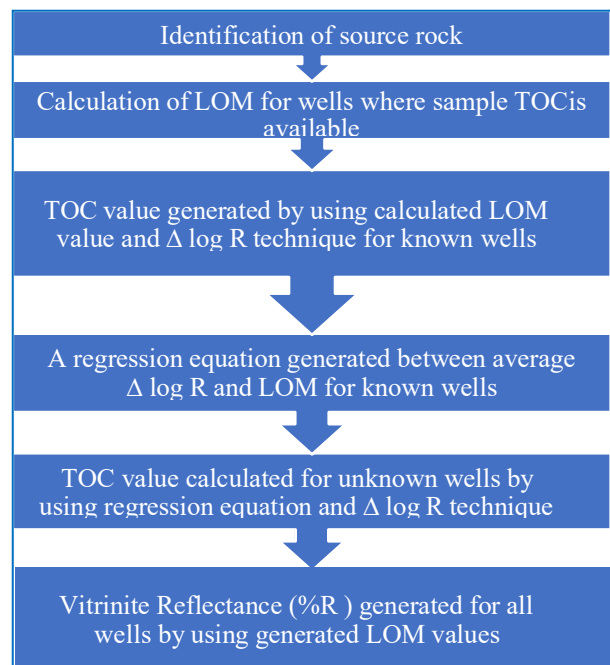 Identification of source rock
Calculation of LOM for wells where sample TOCis
available
TOC value generated by using calculated LOM
value and Δ log R technique for known wells
A regression equation generated between average
Δ log R and LOM for known wells
TOC value calculated for unknown wells by
using regression equation and Δ log R technique
Vitrinite Reflectance (%R ) generated for all
wells by using generated LOM values